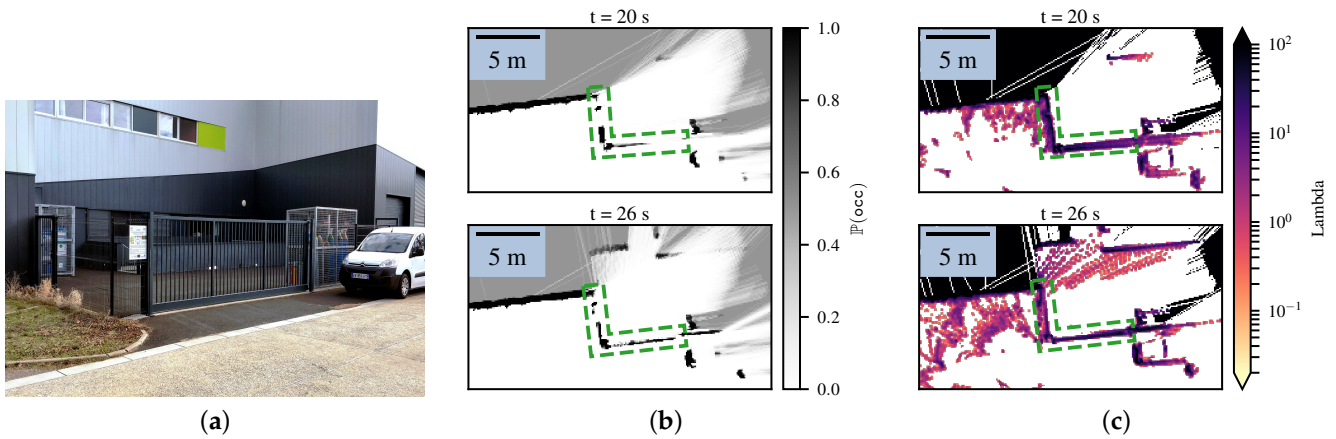 t = 20 s
5 m
t = 26 s
5 m
1.0
0.8
0.6
0.4
0.2
0.0
ℙ(occ)
t = 20 s
5 m
t = 26 s
5 m
10²
10¹
10⁰
10⁻¹
Lambda
(a)
(b)
(c)